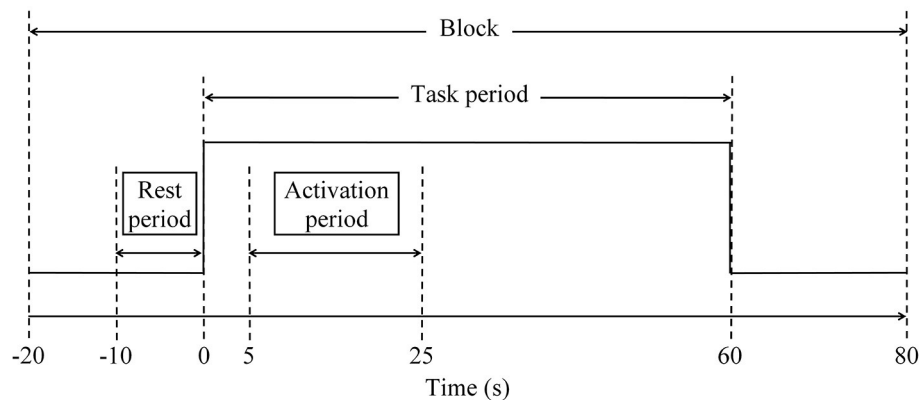 Block
Task period
Rest
period
Activation
period
-20
-10
0
5
25
60
80
Time (s)